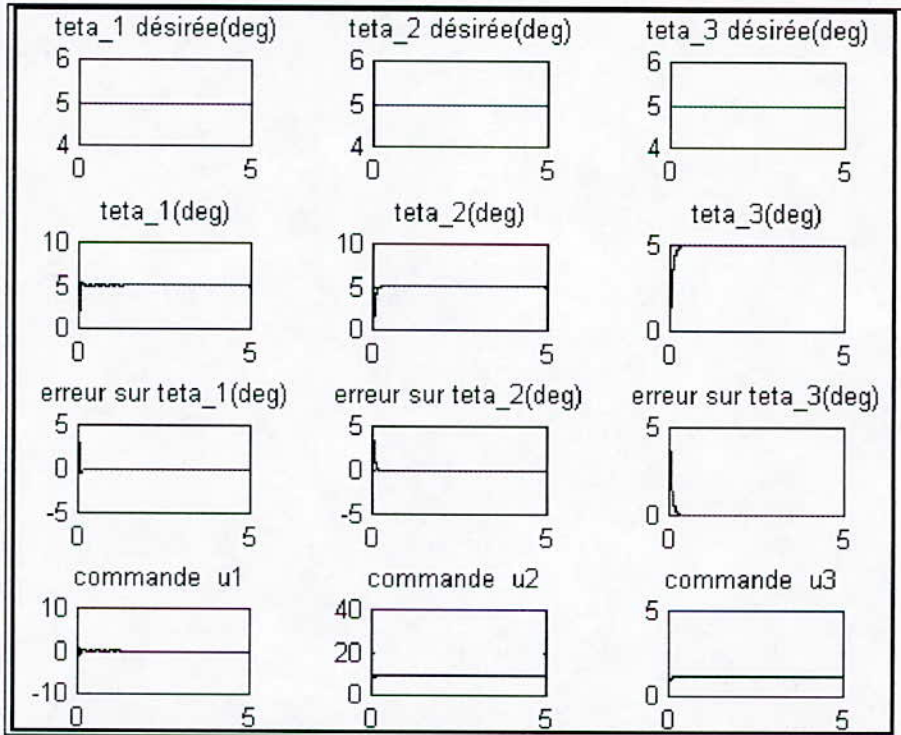 teta_1 désirée(deg) teta_2 désirée(deg) teta_3 désirée(deg)
6 6 6
5 5 5
4 4 4
0 5 0 5 0 5
teta_1(deg) teta_2(deg) teta_3(deg)
10 10 5
5 5
0 0 0
0 5 0 5 0 5
erreur sur teta_1(deg) erreur sur teta_2(deg) erreur sur teta_3(deg)
5 5 5
0 0
-5 -5 0
0 5 0 5 0 5
commande u1 commande u2 commande u3
10 40 5
0 20
-10 0 0
0 5 0 5 0 5